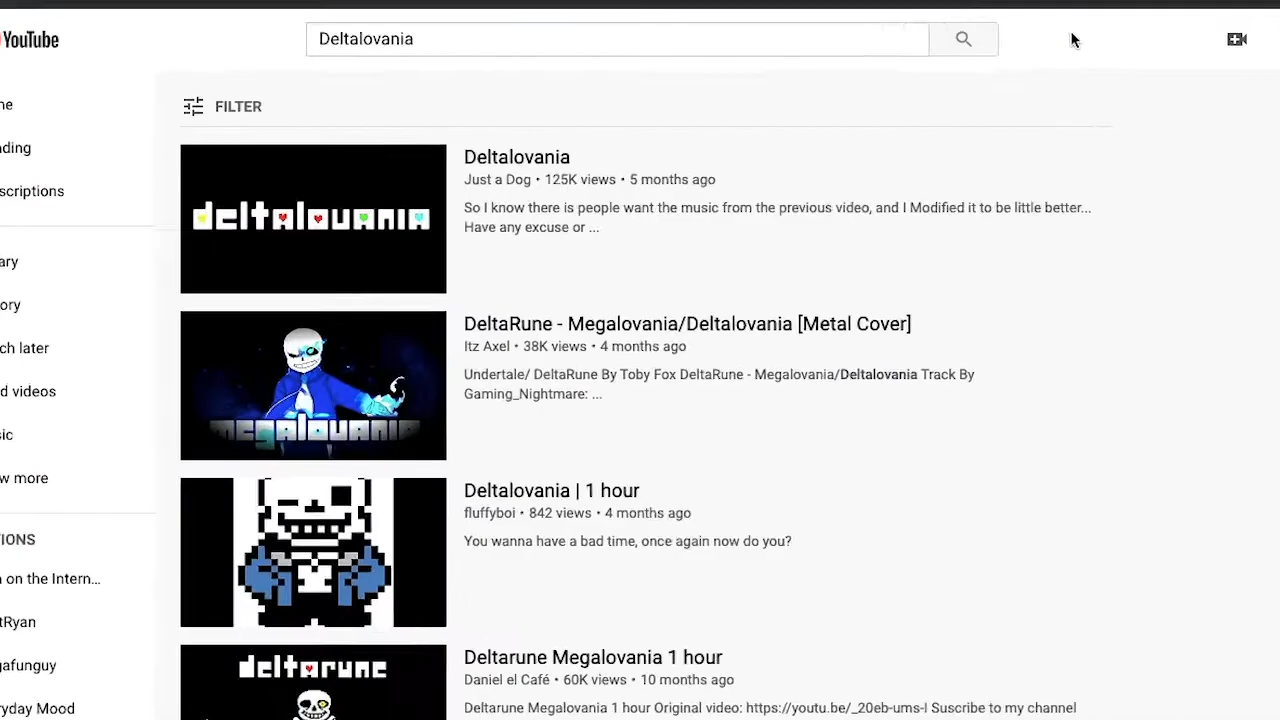 YouTube
Deltalovania
ne
nding
scriptions
ary
ory
ch later
d videos
sic
w more
IONS
n on the Intern...
tRyan
gafunguy
yday Mood
FILTER
deltalovania
Deltalovania
Just a Dog • 125K views • 5 months ago
So I know there is people want the music from the previous video, and I Modified it to be little better...
Have any excuse or ...
megalovania
DeltaRune - Megalovania/Deltalovania [Metal Cover]
Itz Axel • 38K views • 4 months ago
Undertale/ DeltaRune By Toby Fox DeltaRune - Megalovania/Deltalovania Track By
Gaming_Nightmare: ...
Deltalovania | 1 hour
fluffyboi • 842 views • 4 months ago
You wanna have a bad time, once again now do you?
deltarune
Deltarune Megalovania 1 hour
Daniel el Café • 60K views • 10 months ago
Deltarune Megalovania 1 hour Original video: https://youtu.be/_20eb-ums-I Suscribe to my channel